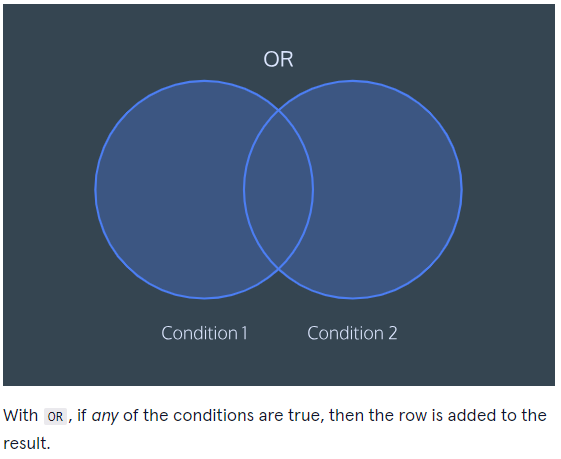 OR
Condition 1
Condition 2
With OR, if any of the conditions are true, then the row is added to the
result.